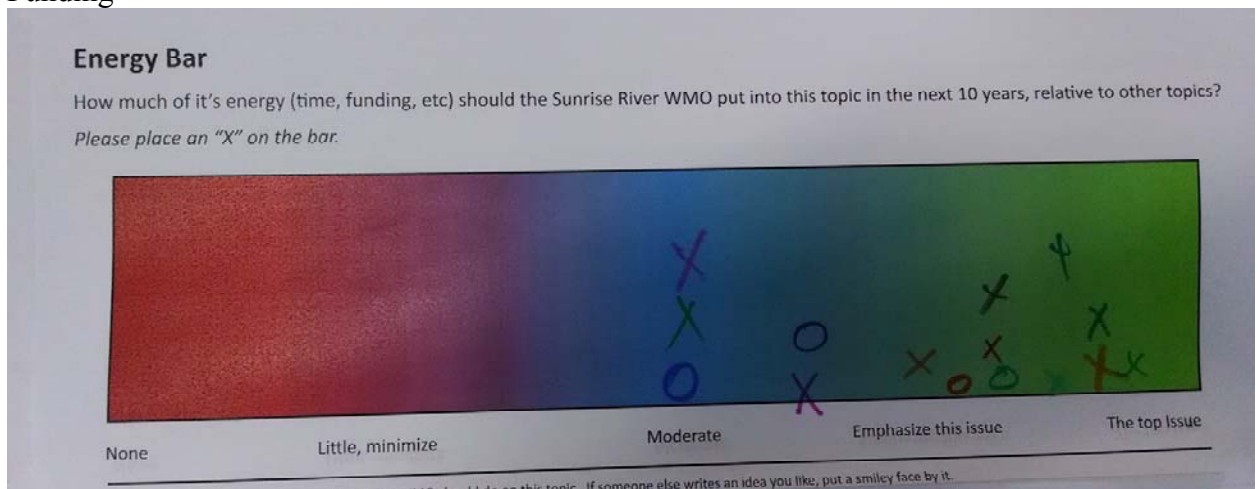 Energy Bar
How much of it's energy (time, funding, etc) should the Sunrise River WMO put into this topic in the next 10 years, relative to other topics?
Please place an "X" on the bar.
X
X X
X X O X
O X X O O X X
None Little, minimize Moderate Emphasize this issue The top Issue
on this topic. If someone else writes an idea you like, put a smiley face by it.